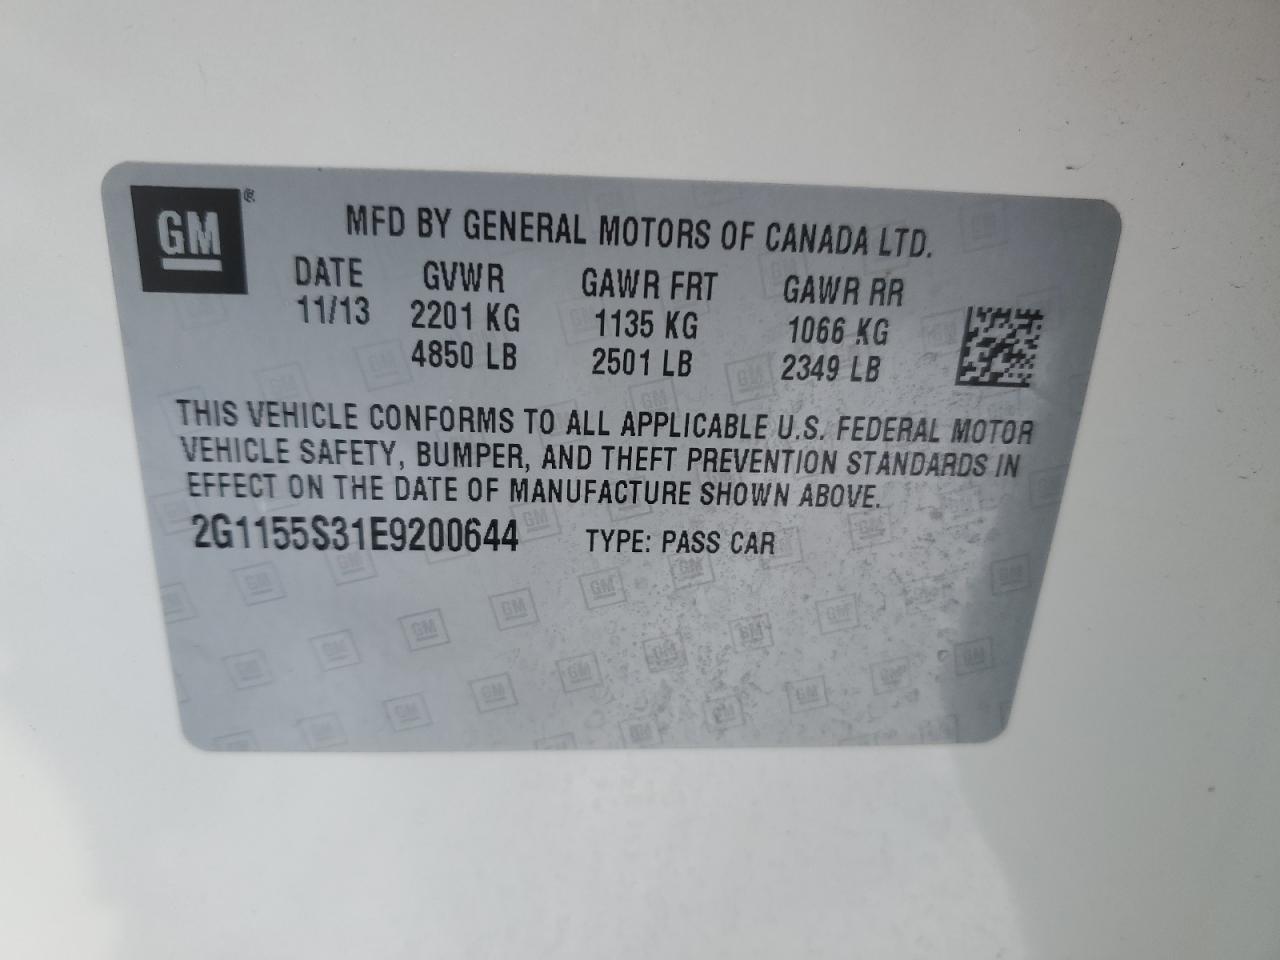 GM®
MFD BY GENERAL MOTORS OF CANADA LTD.
DATE GVWR GAWR FRT GAWR RR
11/13 2201 KG 1135 KG 1066 KG
4850 LB 2501 LB 2349 LB
THIS VEHICLE CONFORMS TO ALL APPLICABLE U.S. FEDERAL MOTOR
VEHICLE SAFETY, BUMPER, AND THEFT PREVENTION STANDARDS IN
EFFECT ON THE DATE OF MANUFACTURE SHOWN ABOVE.
2G1155S31E9200644 TYPE: PASS CAR